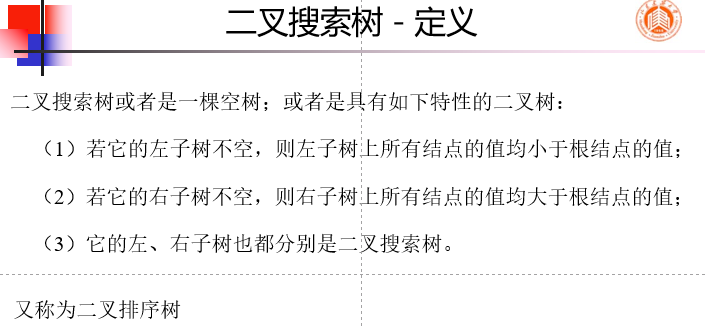 二叉搜索树 - 定义
二叉搜索树或者是一棵空树；或者是具有如下特性的二叉树：
（1）若它的左子树不空，则左子树上所有结点的值均小于根结点的值；
（2）若它的右子树不空，则右子树上所有结点的值均大于根结点的值；
（3）它的左、右子树也都分别是二叉搜索树。
又称为二叉排序树